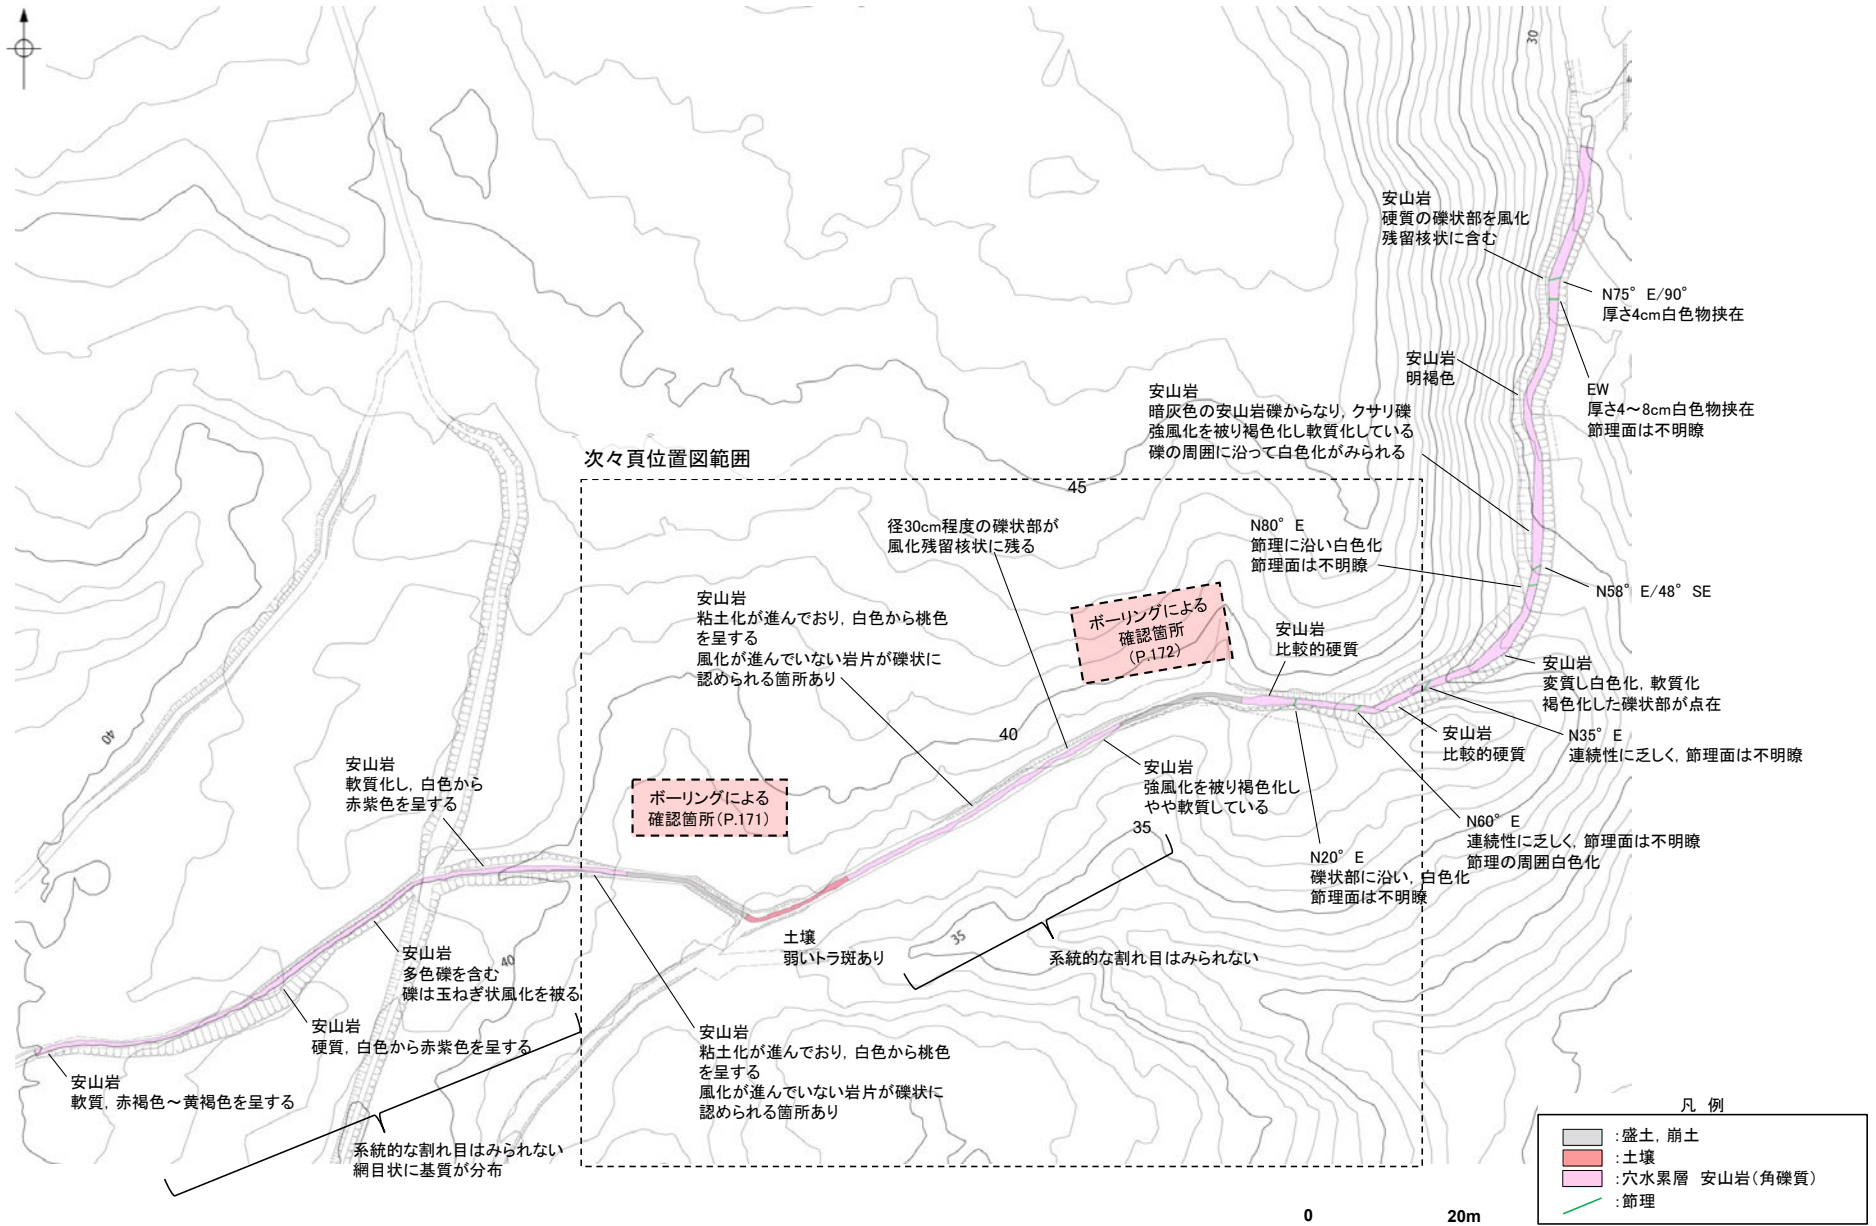 30
安山岩
硬質の礫状部を風化
残留核状に含む
N75°E/90°
厚さ4cm白色物挟在
安山岩
明褐色
EW
厚さ4～8cm白色物挟在
節理面は不明瞭
安山岩
暗灰色の安山岩礫からなり，クサリ礫
強風化を被り褐色化し軟質化している
礫の周囲に沿って白色化がみられる
次々頁位置図範囲
45
径30cm程度の礫状部が
風化残留核状に残る
N80°E
節理に沿い白色化
節理面は不明瞭
N58°E/48°SE
安山岩
粘土化が進んでおり，白色から桃色
を呈する
風化が進んでいない岩片が礫状に
認められる箇所あり
ボーリングによる
確認箇所
(P.172)
安山岩
比較的硬質
安山岩
変質し白色化，軟質化
褐色化した礫状部が点在
40
40
安山岩
比較的硬質
N35°E
連続性に乏しく，節理面は不明瞭
安山岩
軟質化し，白色から
赤紫色を呈する
ボーリングによる
確認箇所(P.171)
安山岩
強風化を被り褐色化し
やや軟質している
35
N60°E
連続性に乏しく，節理面は不明瞭
節理の周囲白色化
N20°E
礫状部に沿い，白色化
節理面は不明瞭
土壌
弱いトラ斑あり
35
系統的な割れ目はみられない
安山岩
多色礫を含む
礫は玉ねぎ状風化を被る
40
安山岩
硬質，白色から赤紫色を呈する
安山岩
粘土化が進んでおり，白色から桃色
を呈する
風化が進んでいない岩片が礫状に
認められる箇所あり
安山岩
軟質，赤褐色～黄褐色を呈する
系統的な割れ目はみられない
網目状に基質が分布
凡 例
：盛土，崩土
：土壌
：穴水累層 安山岩（角礫質）
：節理
0 20m